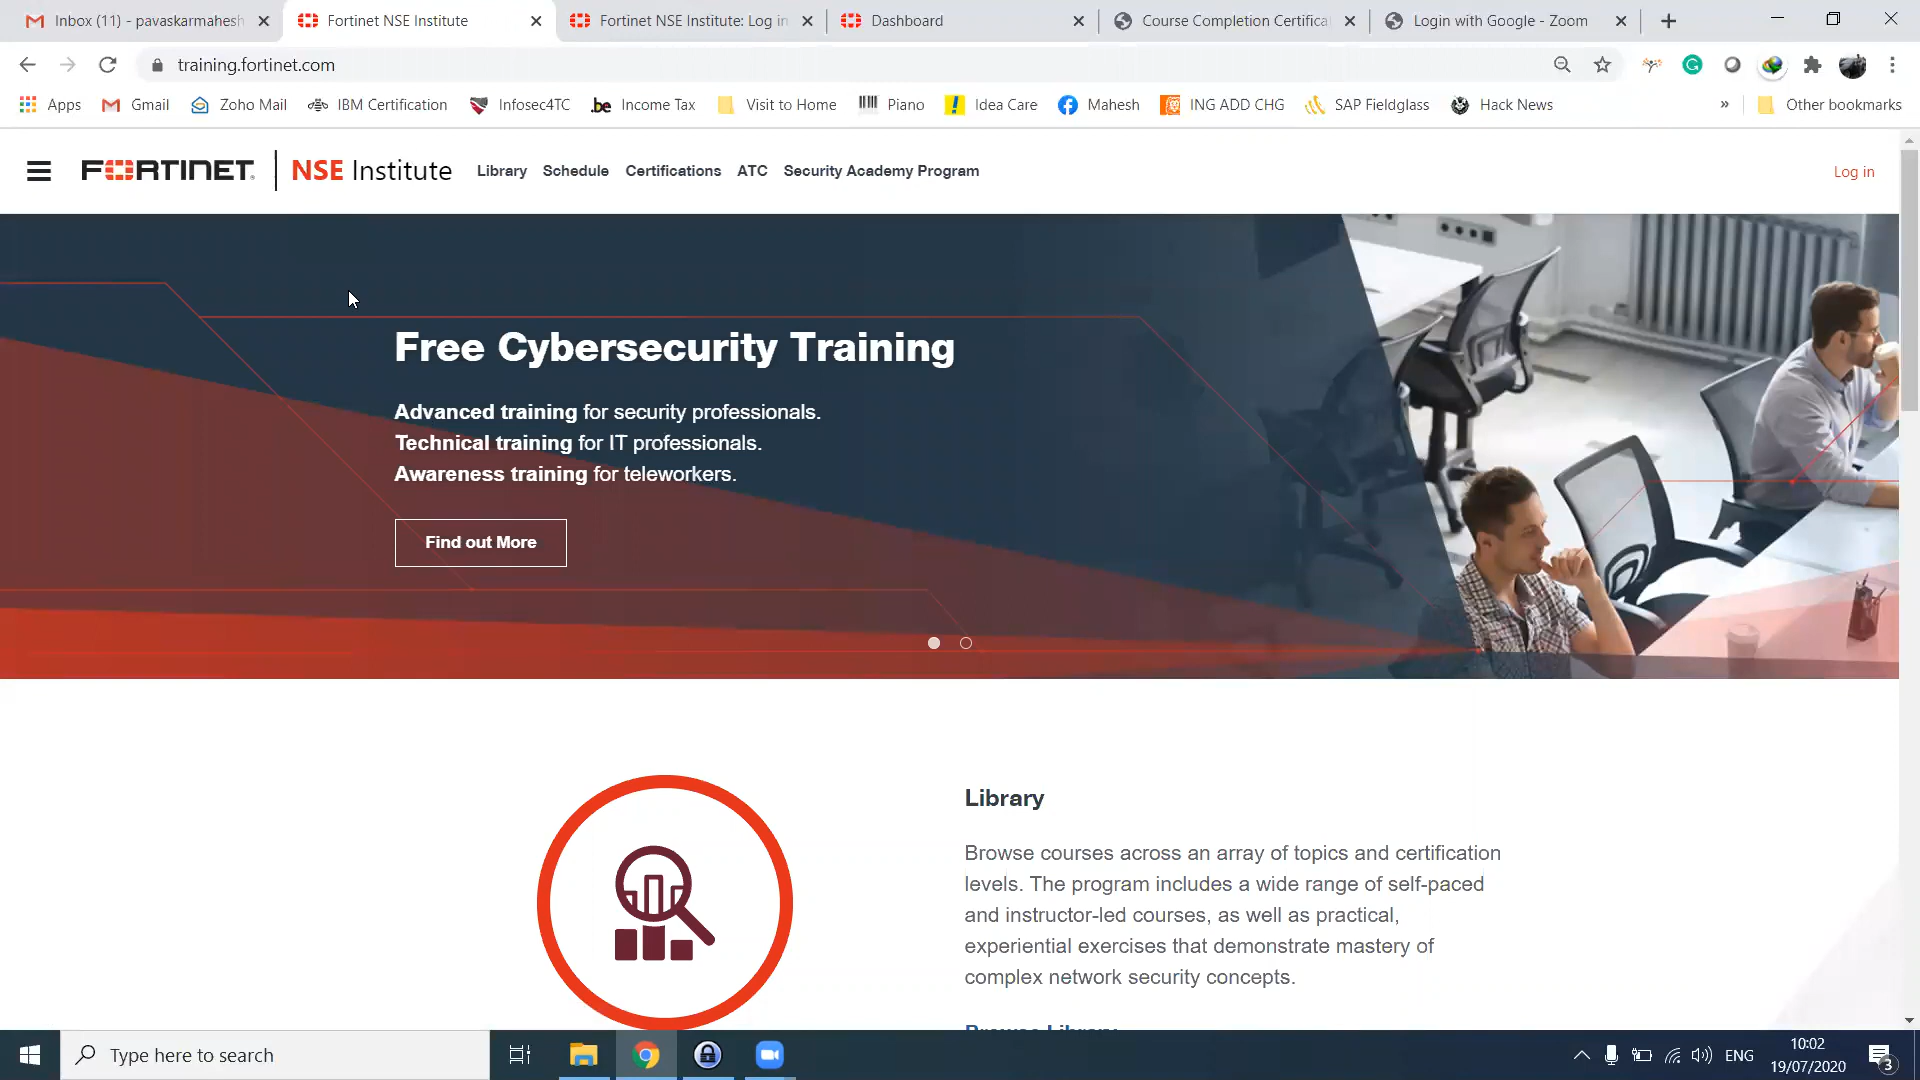 Inbox (11) - pavaskarmahesh
Fortinet NSE Institute
Fortinet NSE Institute: Log in
Dashboard
Course Completion Certifica
Login with Google - Zoom
training.fortinet.com
Apps
Gmail
Zoho Mail
IBM Certification
Infosec4TC
.be Income Tax
Visit to Home
Piano
Idea Care
Mahesh
ING ADD CHG
SAP Fieldglass
Hack News
»
Other bookmarks
FORTINET
NSE Institute
Library
Schedule
Certifications
ATC
Security Academy Program
Log in
Free Cybersecurity Training
Advanced training for security professionals.
Technical training for IT professionals.
Awareness training for teleworkers.
Find out More
Library
Browse courses across an array of topics and certification
levels. The program includes a wide range of self-paced
and instructor-led courses, as well as practical,
experiential exercises that demonstrate mastery of
complex network security concepts.
Browse Library
Type here to search
ENG
10:02
19/07/2020
3